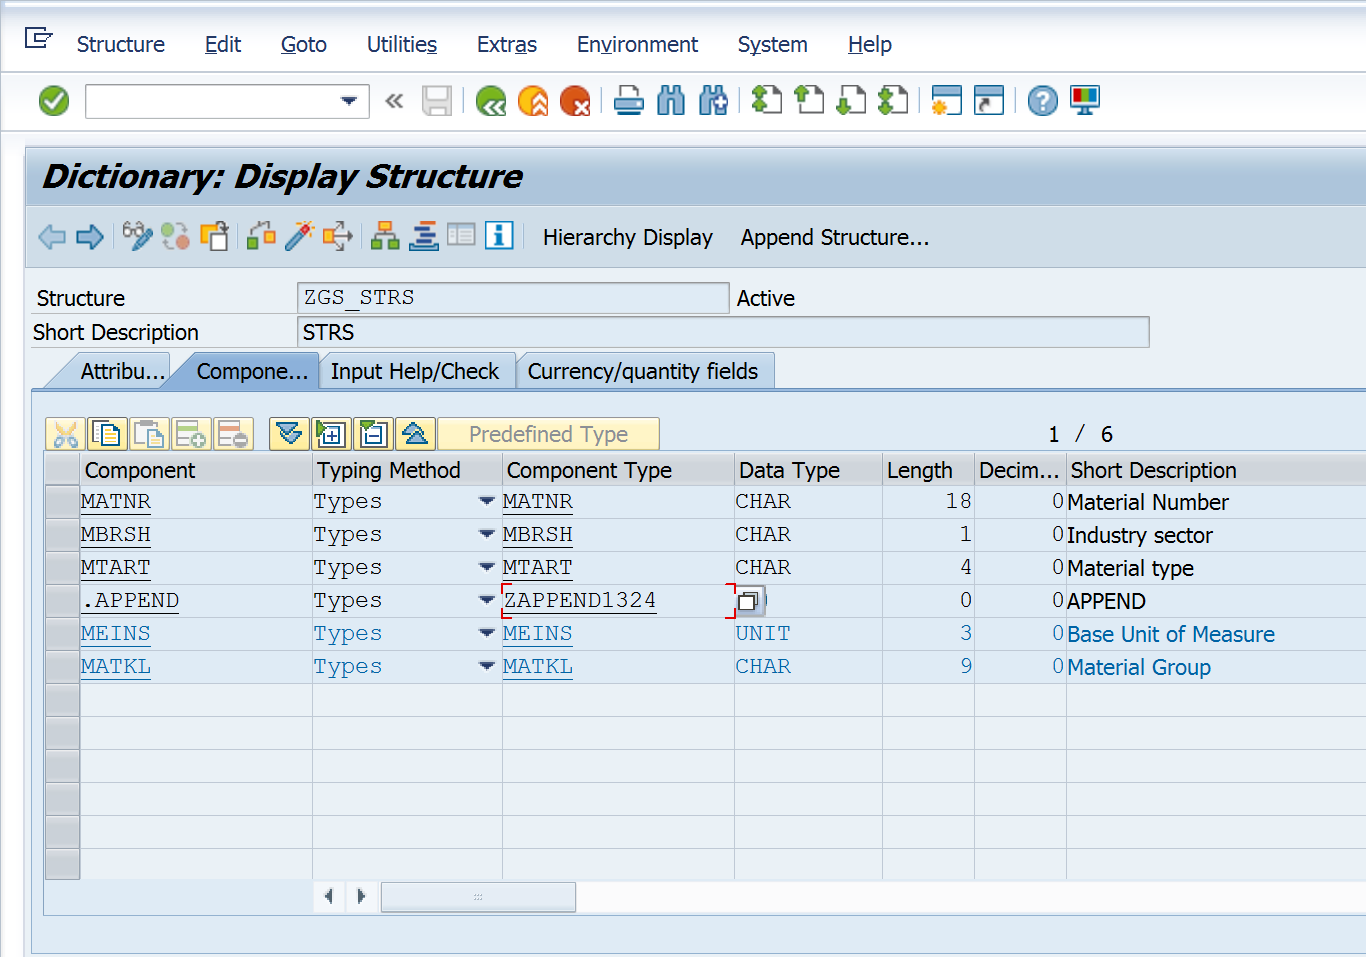 Structure Edit Goto Utilities Extras Environment System Help
Dictionary: Display Structure
Hierarchy Display Append Structure...
Structure ZGS_STRS Active
Short Description STRS
Attribu... Compone... Input Help/Check Currency/quantity fields
Predefined Type 1 / 6
Component Typing Method Component Type Data Type Length Decim... Short Description
MATNR Types MATNR CHAR 18 0 Material Number
MBRSH Types MBRSH CHAR 1 0 Industry sector
MTART Types MTART CHAR 4 0 Material type
.APPEND Types ZAPPEND1324 0 0 APPEND
MEINS Types MEINS UNIT 3 0 Base Unit of Measure
MATKL Types MATKL CHAR 9 0 Material Group